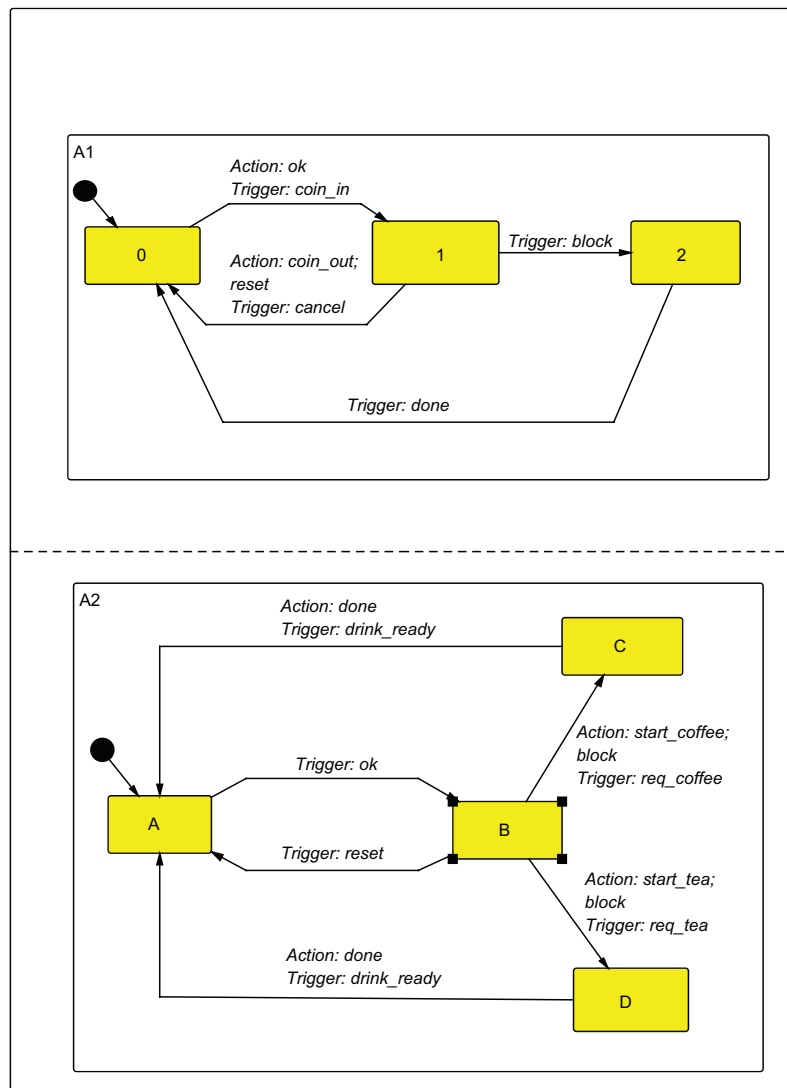 A1
Action: ok
Trigger: coin_in
0
Action: coin_out;
reset
Trigger: cancel
1
Trigger: block
2
Trigger: done
A2
Action: done
Trigger: drink_ready
C
Action: start_coffee;
block
Trigger: req_coffee
Trigger: ok
A
B
Trigger: reset
Action: start_tea;
block
Trigger: req_tea
Action: done
Trigger: drink_ready
D